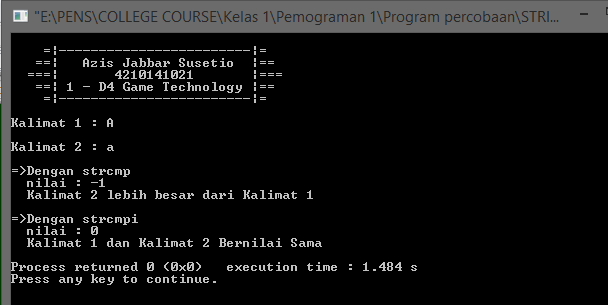 "E:\PENS\COLLEGE COURSE\Kelas 1\Pemograman 1\Program percobaan\STRI...
=¦------------------------¦=
==¦ Azis Jabbar Susetio ¦==
===¦ 4210141021 ¦===
==¦ 1 - D4 Game Technology ¦==
=¦------------------------¦=
Kalimat 1 : A
Kalimat 2 : a
=>Dengan strcmp
nilai : -1
Kalimat 2 lebih besar dari Kalimat 1
=>Dengan strcmpi
nilai : 0
Kalimat 1 dan Kalimat 2 Bernilai Sama
Process returned 0 (0x0) execution time : 1.484 s
Press any key to continue.